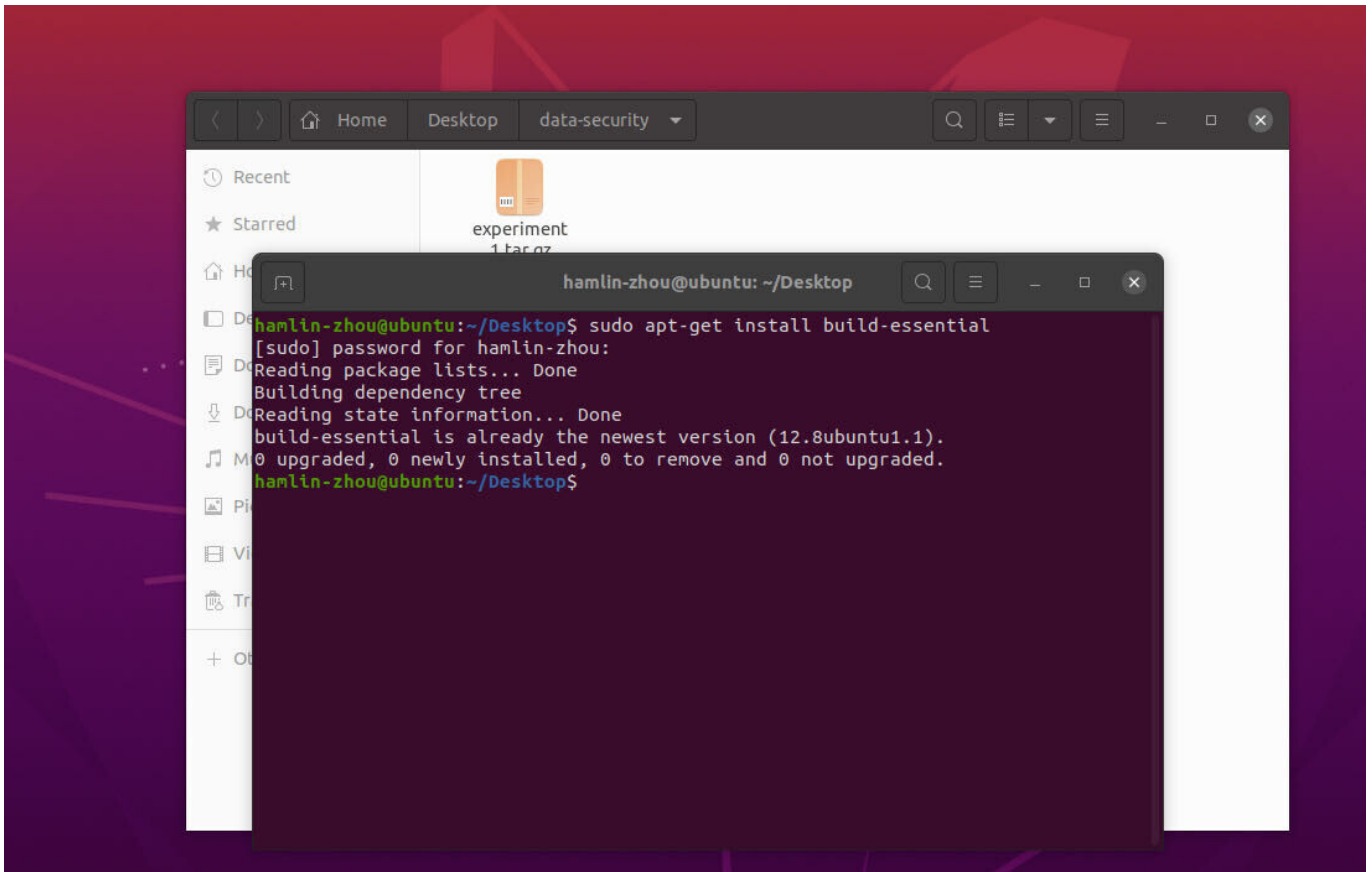 Home Desktop data-security
Recent
Starred
experiment
1.tar.gz
hamlin-zhou@ubuntu: ~/Desktop
hamlin-zhou@ubuntu:~/Desktop$ sudo apt-get install build-essential
[sudo] password for hamlin-zhou:
Reading package lists... Done
Building dependency tree
Reading state information... Done
build-essential is already the newest version (12.8ubuntu1.1).
0 upgraded, 0 newly installed, 0 to remove and 0 not upgraded.
hamlin-zhou@ubuntu:~/Desktop$